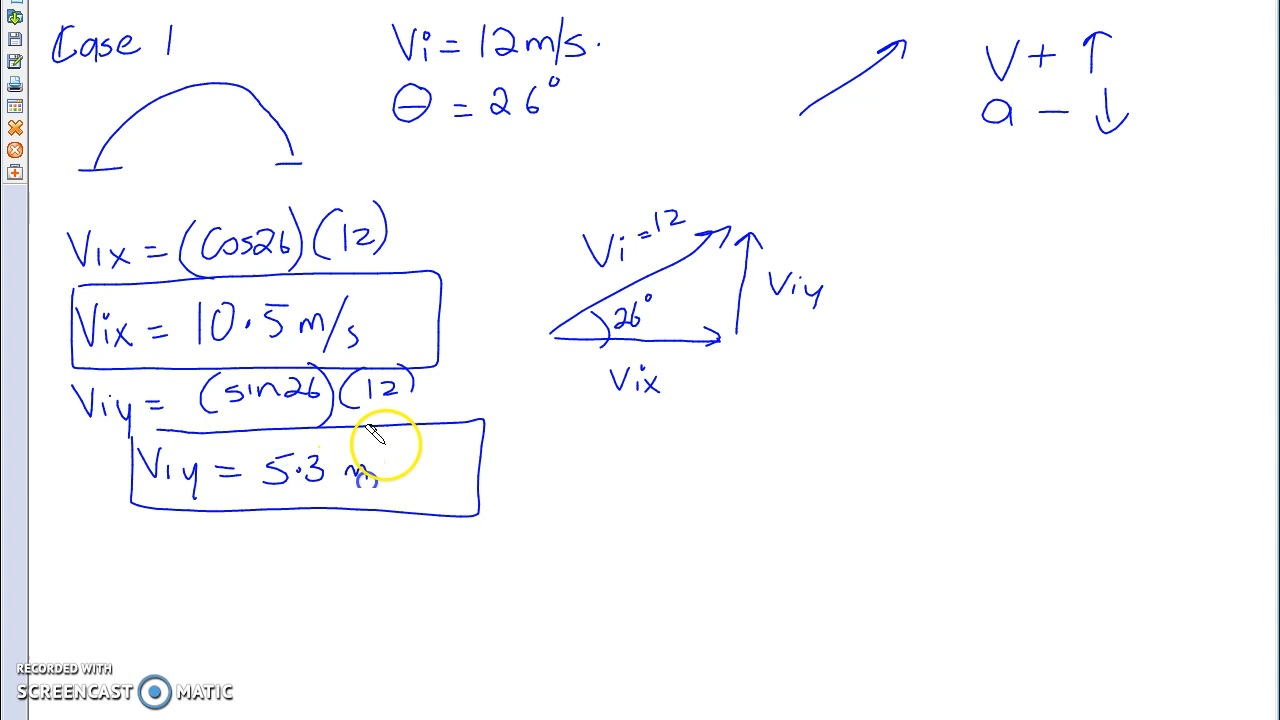 Case 1
Vi = 12 m/s.
θ = 26°
V + ↑
a - ↓
Vix = (cos26)(12)
Vix = 10.5 m/s
Viy = (sin26)(12)
Viy = 5.3 m
Vi = 12
26°
Viy
Vix
RECORDED WITH
SCREENCAST MATIC